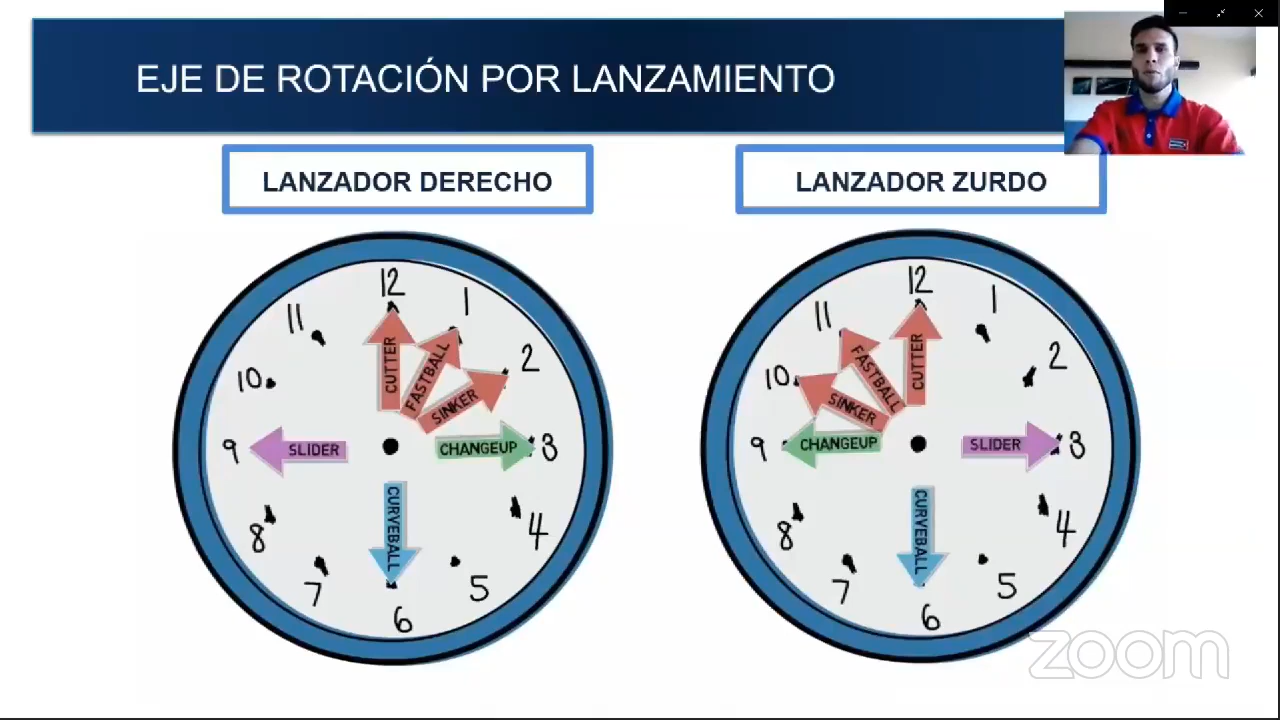 EJE DE ROTACIÓN POR LANZAMIENTO
LANZADOR DERECHO
12
1
2
3
4
5
6
7
8
9
10
11
CUTTER
FASTBALL
SINKER
CHANGEUP
CURVEBALL
SLIDER
LANZADOR ZURDO
12
1
2
3
4
5
6
7
8
9
10
11
CUTTER
FASTBALL
SINKER
CHANGEUP
CURVEBALL
SLIDER
zoom